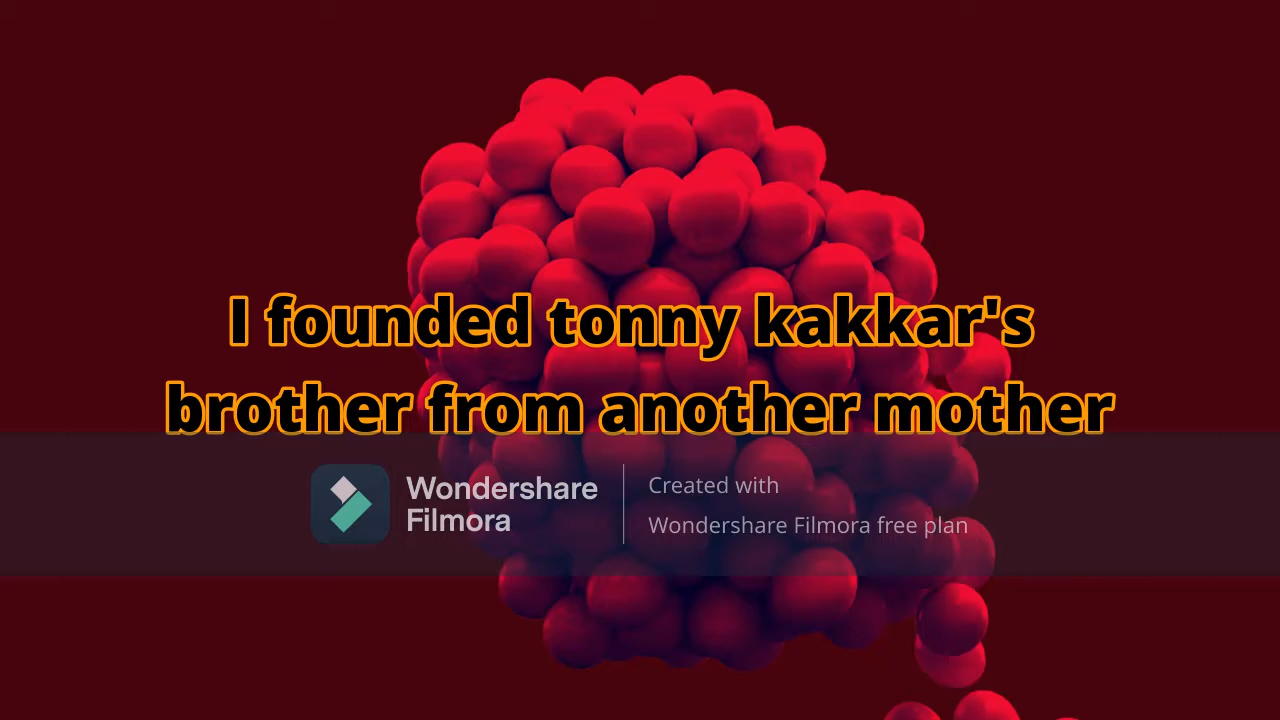 I founded tonny kakkar's
brother from another mother
Wondershare
Filmora
Created with
Wondershare Filmora free plan